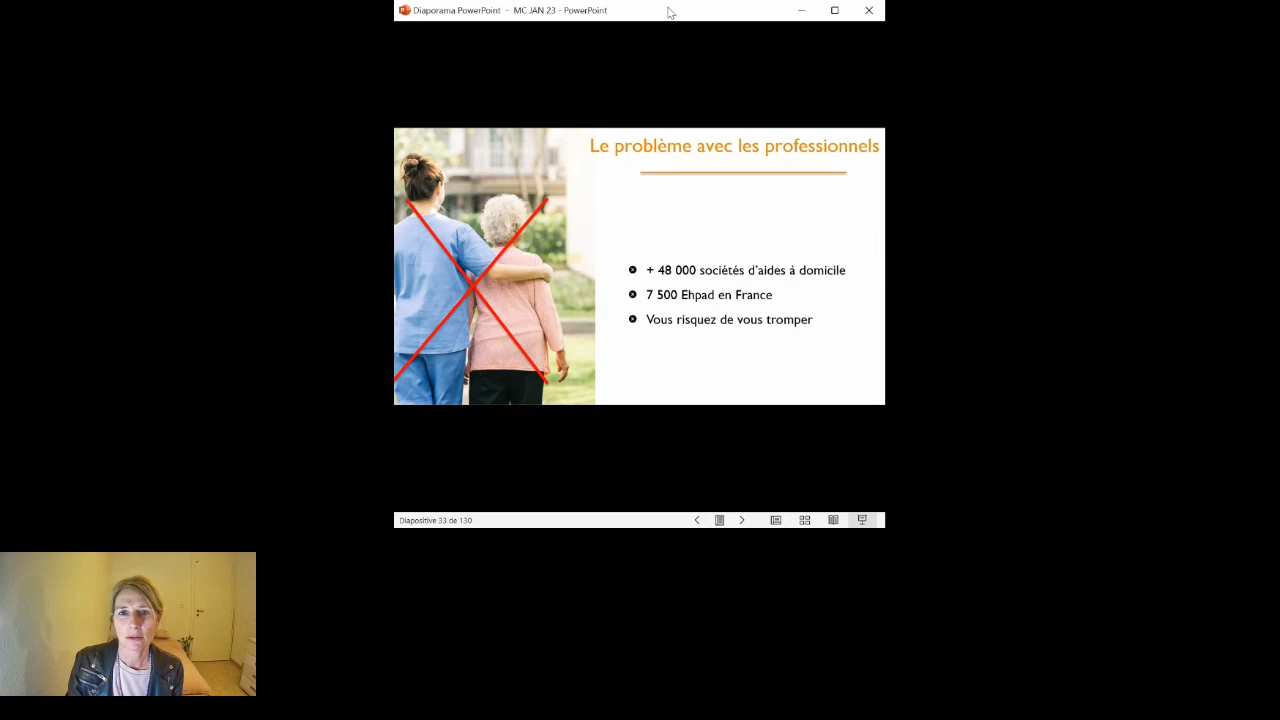 Diaporama PowerPoint - MC JAN 23 - PowerPoint
Le problème avec les professionnels
+ 48 000 sociétés d'aides à domicile
7 500 Ehpad en France
Vous risquez de vous tromper
Diapositive 33 de 130